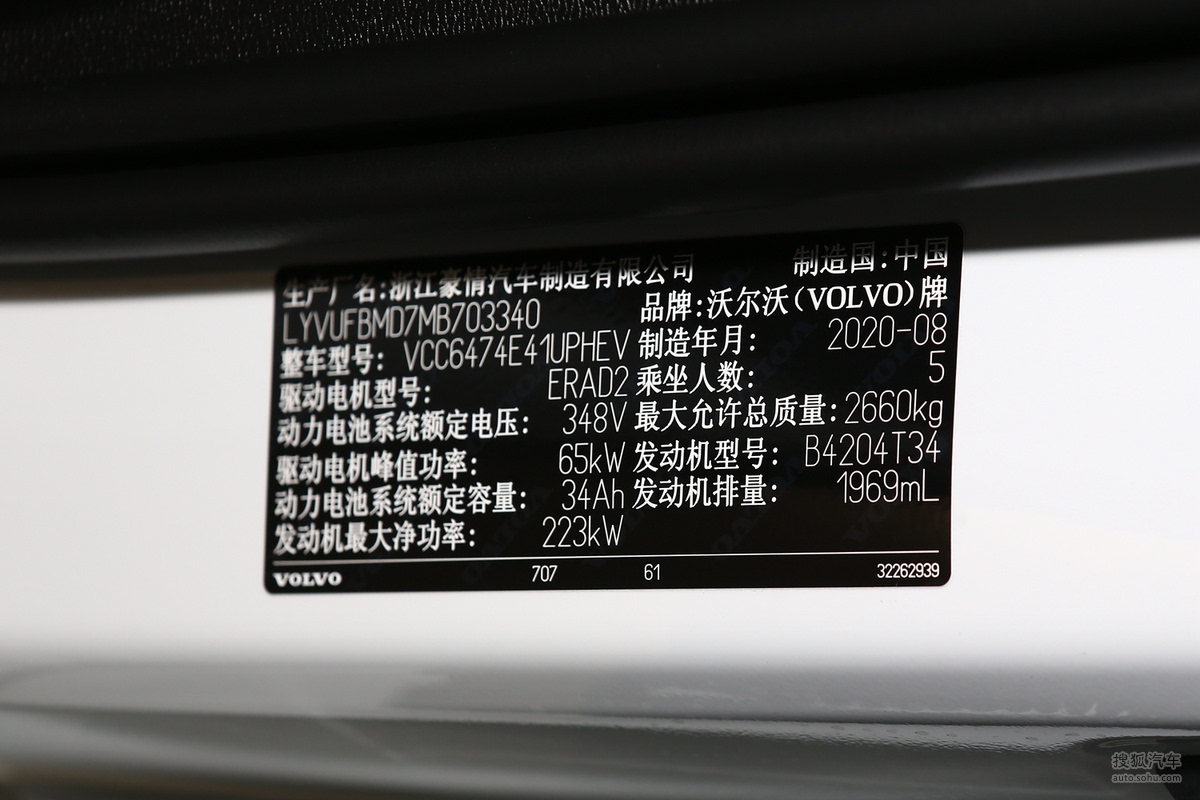 生产厂名:浙江豪情汽车制造有限公司 制造国:中国
LYVUFBMD7MB703340 品牌:沃尔沃(VOLVO)牌
整车型号: VCC6474E41UPHEV 制造年月: 2020-08
驱动电机型号: ERAD2 乘坐人数: 5
动力电池系统额定电压: 348V 最大允许总质量: 2660kg
驱动电机峰值功率: 65kW 发动机型号: B4204T34
动力电池系统额定容量: 34Ah 发动机排量: 1969mL
发动机最大净功率: 223kW
VOLVO 707 61 32262939
搜狐汽车
auto.sohu.com